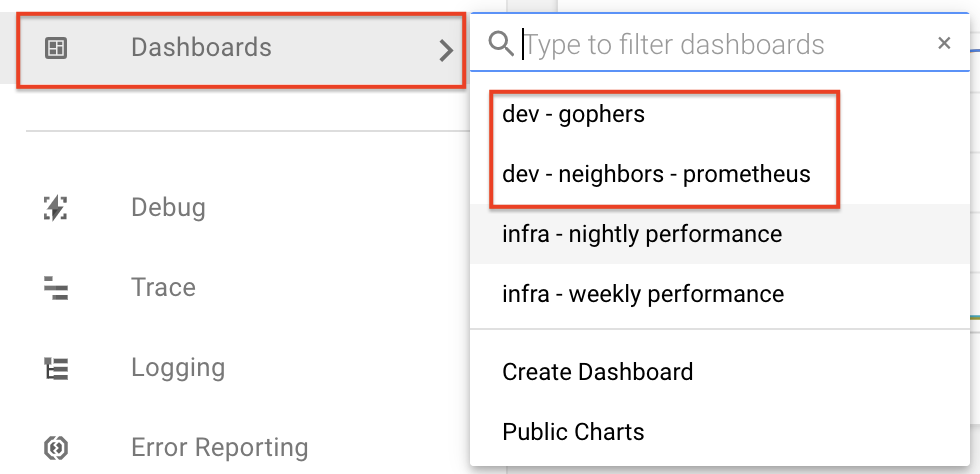 Dashboards
Type to filter dashboards
dev - gophers
dev - neighbors - prometheus
infra - nightly performance
infra - weekly performance
Create Dashboard
Public Charts
Debug
Trace
Logging
Error Reporting